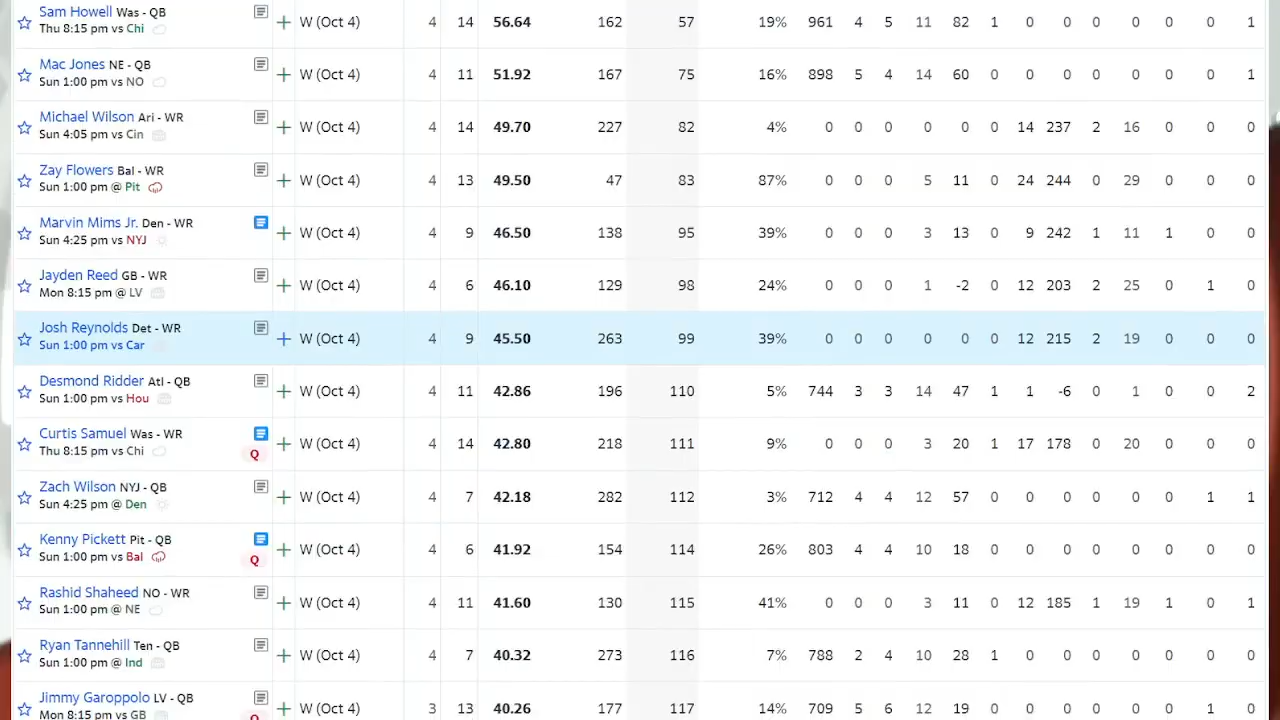 Sam Howell Was - QB
Thu 8:15 pm vs Chi
W (Oct 4) 4 14 56.64 162 57 19% 961 4 5 11 82 1 0 0 0 0 0 0 1
Mac Jones NE - QB
Sun 1:00 pm vs NO
W (Oct 4) 4 11 51.92 167 75 16% 898 5 4 14 60 0 0 0 0 0 0 0 1
Michael Wilson Ari - WR
Sun 4:05 pm vs Cin
W (Oct 4) 4 14 49.70 227 82 4% 0 0 0 0 0 0 14 237 2 16 0 0 0
Zay Flowers Bal - WR
Sun 1:00 pm @ Pit
W (Oct 4) 4 13 49.50 47 83 87% 0 0 0 5 11 0 24 244 0 29 0 0 0
Marvin Mims Jr. Den - WR
Sun 4:25 pm vs NYJ
W (Oct 4) 4 9 46.50 138 95 39% 0 0 0 3 13 0 9 242 1 11 1 0 0
Jayden Reed GB - WR
Mon 8:15 pm @ LV
W (Oct 4) 4 6 46.10 129 98 24% 0 0 0 1 -2 0 12 203 2 25 0 1 0
Josh Reynolds Det - WR
Sun 1:00 pm vs Car
W (Oct 4) 4 9 45.50 263 99 39% 0 0 0 0 0 0 12 215 2 19 0 0 0
Desmond Ridder Atl - QB
Sun 1:00 pm vs Hou
W (Oct 4) 4 11 42.86 196 110 5% 744 3 3 14 47 1 1 -6 0 1 0 0 2
Curtis Samuel Was - WR
Thu 8:15 pm vs Chi
Q
W (Oct 4) 4 14 42.80 218 111 9% 0 0 0 3 20 1 17 178 0 20 0 0 0
Zach Wilson NYJ - QB
Sun 4:25 pm @ Den
W (Oct 4) 4 7 42.18 282 112 3% 712 4 4 12 57 0 0 0 0 0 0 1 1
Kenny Pickett Pit - QB
Sun 1:00 pm vs Bal
Q
W (Oct 4) 4 6 41.92 154 114 26% 803 4 4 10 18 0 0 0 0 0 0 0 0
Rashid Shaheed NO - WR
Sun 1:00 pm @ NE
W (Oct 4) 4 11 41.60 130 115 41% 0 0 0 3 11 0 12 185 1 19 1 0 1
Ryan Tannehill Ten - QB
Sun 1:00 pm @ Ind
W (Oct 4) 4 7 40.32 273 116 7% 788 2 4 10 28 1 0 0 0 0 0 0 0
Jimmy Garoppolo LV - QB
Mon 8:15 pm vs GB
Q
W (Oct 4) 3 13 40.26 177 117 14% 709 5 6 12 19 0 0 0 0 0 0 1 0